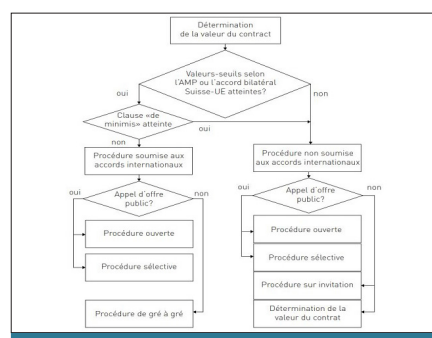 Détermination
de la valeur du contract
Valeurs-seuils selon
l'AMP ou l'accord bilatéral
Suisse-UE atteintes?
oui
non
Clause «de
minimis» atteinte
oui
non
Procédure soumise aux
accords internationaux
Procédure non soumise
aux accords internationaux
oui
Appel d'offre
public?
non
oui
Appel d'offre
public?
non
Procédure ouverte
Procédure sélective
Procédure de gré à gré
Procédure ouverte
Procédure sélective
Procédure sur invitation
Détermination de la
valeur du contrat